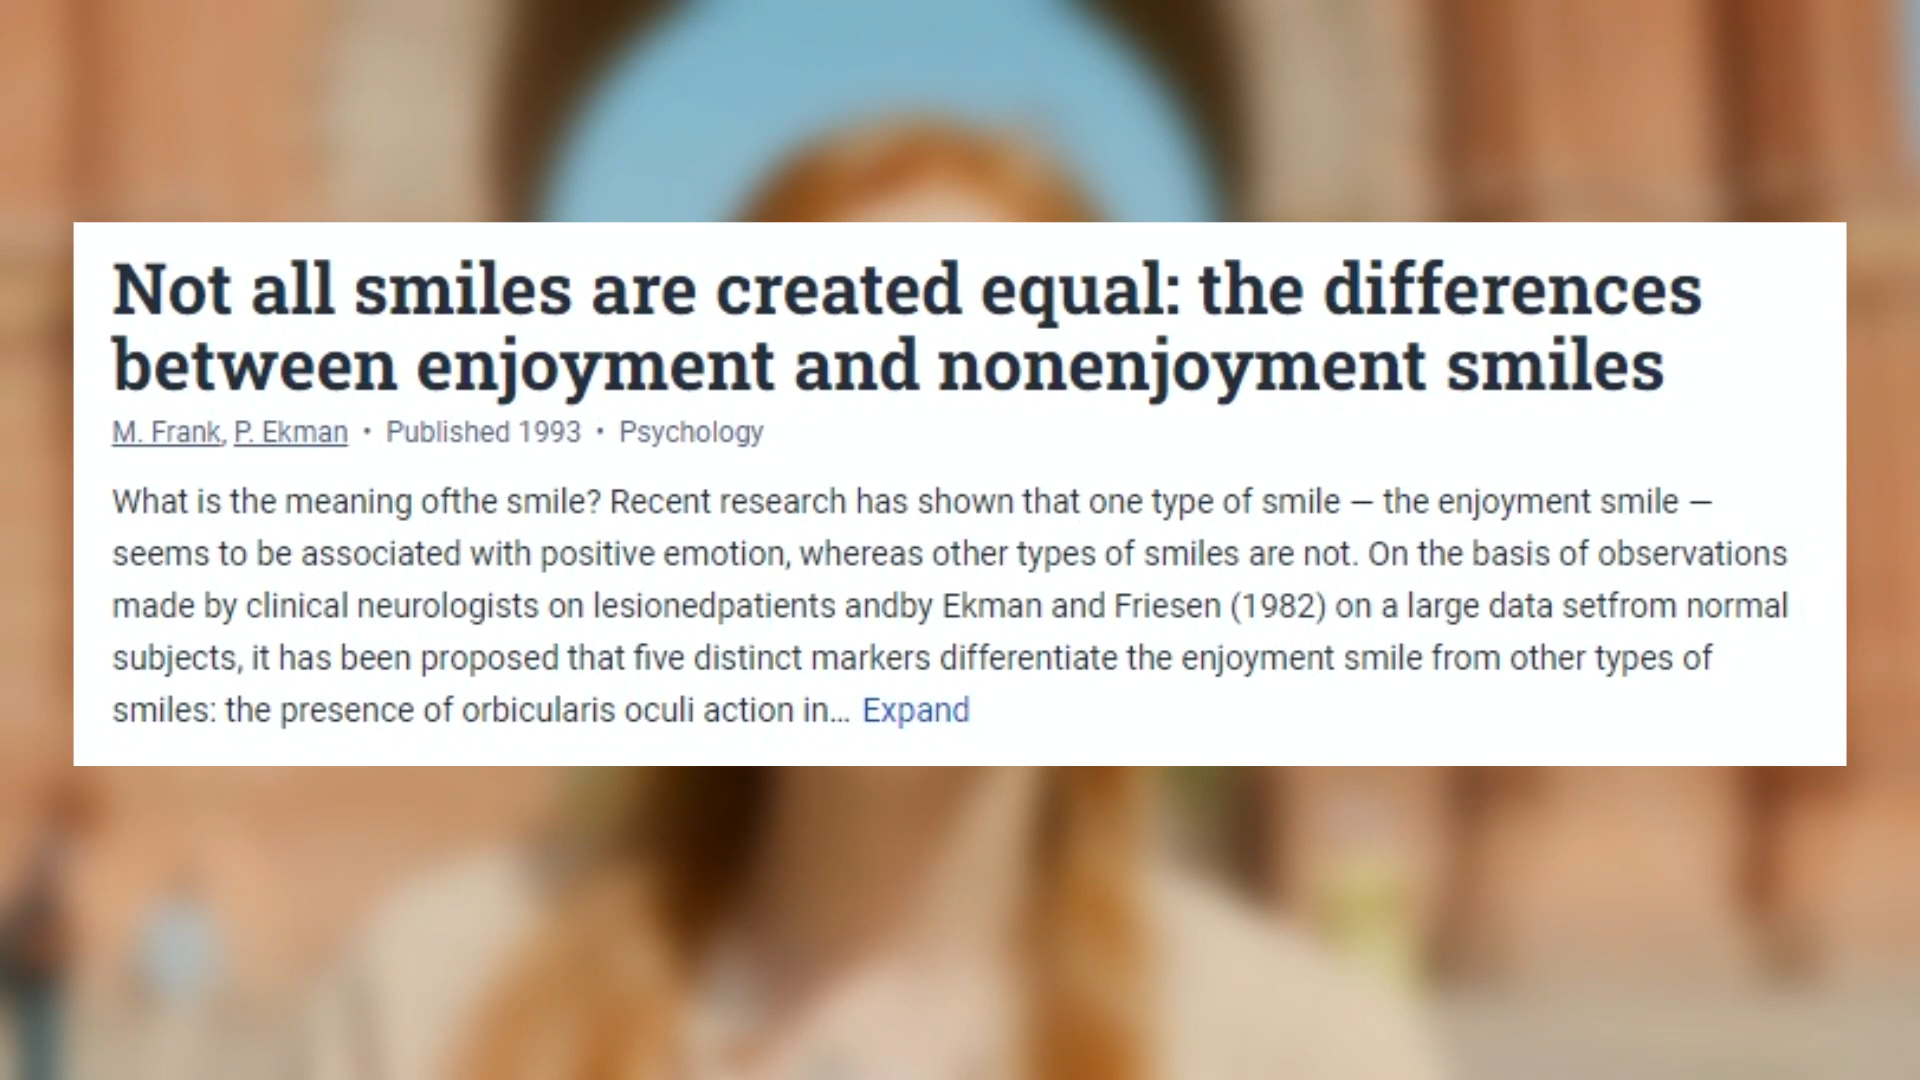 Not all smiles are created equal: the differences
between enjoyment and nonenjoyment smiles
M. Frank, P. Ekman • Published 1993 • Psychology
What is the meaning ofthe smile? Recent research has shown that one type of smile — the enjoyment smile —
seems to be associated with positive emotion, whereas other types of smiles are not. On the basis of observations
made by clinical neurologists on lesionedpatients andby Ekman and Friesen (1982) on a large data setfrom normal
subjects, it has been proposed that five distinct markers differentiate the enjoyment smile from other types of
smiles: the presence of orbicularis oculi action in... Expand